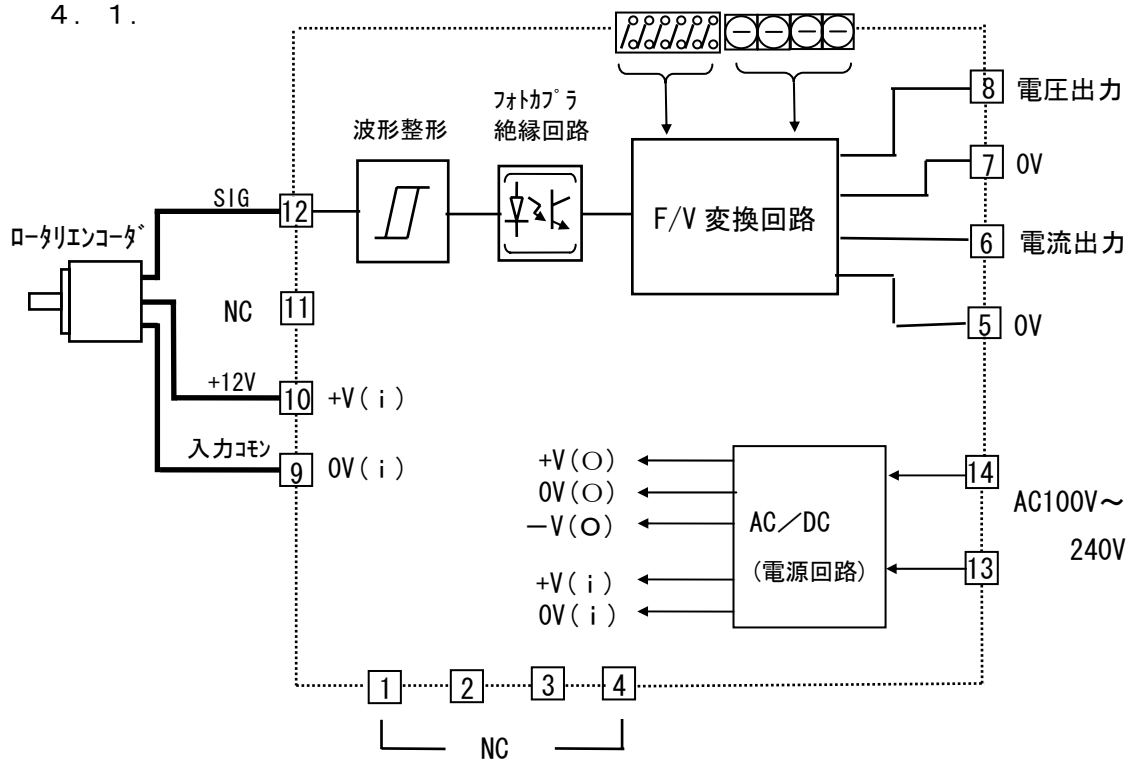 ４．１．
ﾌｫﾄｶﾌﾟﾗ
絶縁回路
波形整形
SIG
12
ﾛｰﾀﾘｴﾝｺｰﾀﾞ
F/V 変換回路
8 電圧出力
7 0V
6 電流出力
5 0V
NC 11
+12V
10 +V(ｉ)
入力ｺﾓﾝ
9 0V(ｉ)
+V(Ｏ)
0V(Ｏ)
－V(Ｏ)
+V(ｉ)
0V(ｉ)
AC／DC
(電源回路)
14
AC100V～
240V
13
1 2 3 4
NC